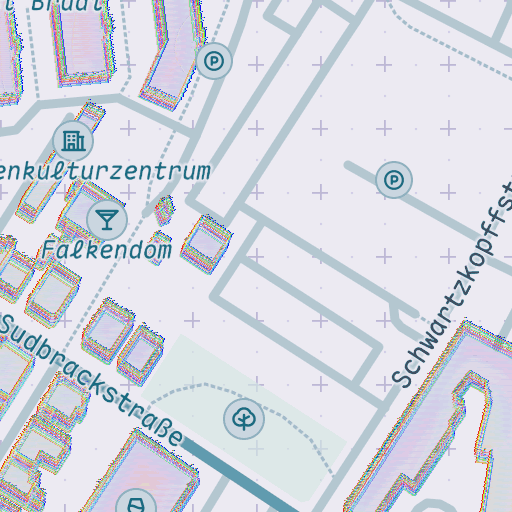 P
enkulturzentrum
P
Falkendom
Schwartzkopffst
Sudbrackstraße